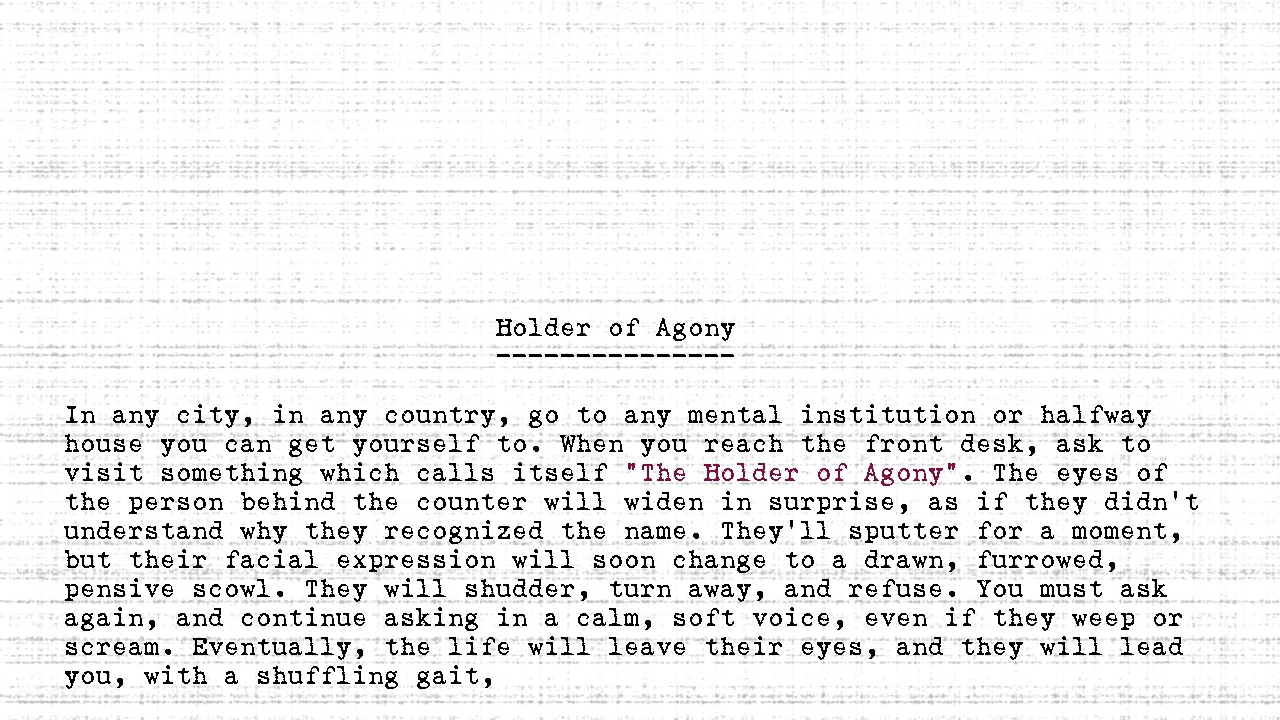 Holder of Agony
---------------
In any city, in any country, go to any mental institution or halfway
house you can get yourself to. When you reach the front desk, ask to
visit something which calls itself "The Holder of Agony". The eyes of
the person behind the counter will widen in surprise, as if they didn't
understand why they recognized the name. They'll sputter for a moment,
but their facial expression will soon change to a drawn, furrowed,
pensive scowl. They will shudder, turn away, and refuse. You must ask
again, and continue asking in a calm, soft voice, even if they weep or
scream. Eventually, the life will leave their eyes, and they will lead
you, with a shuffling gait,